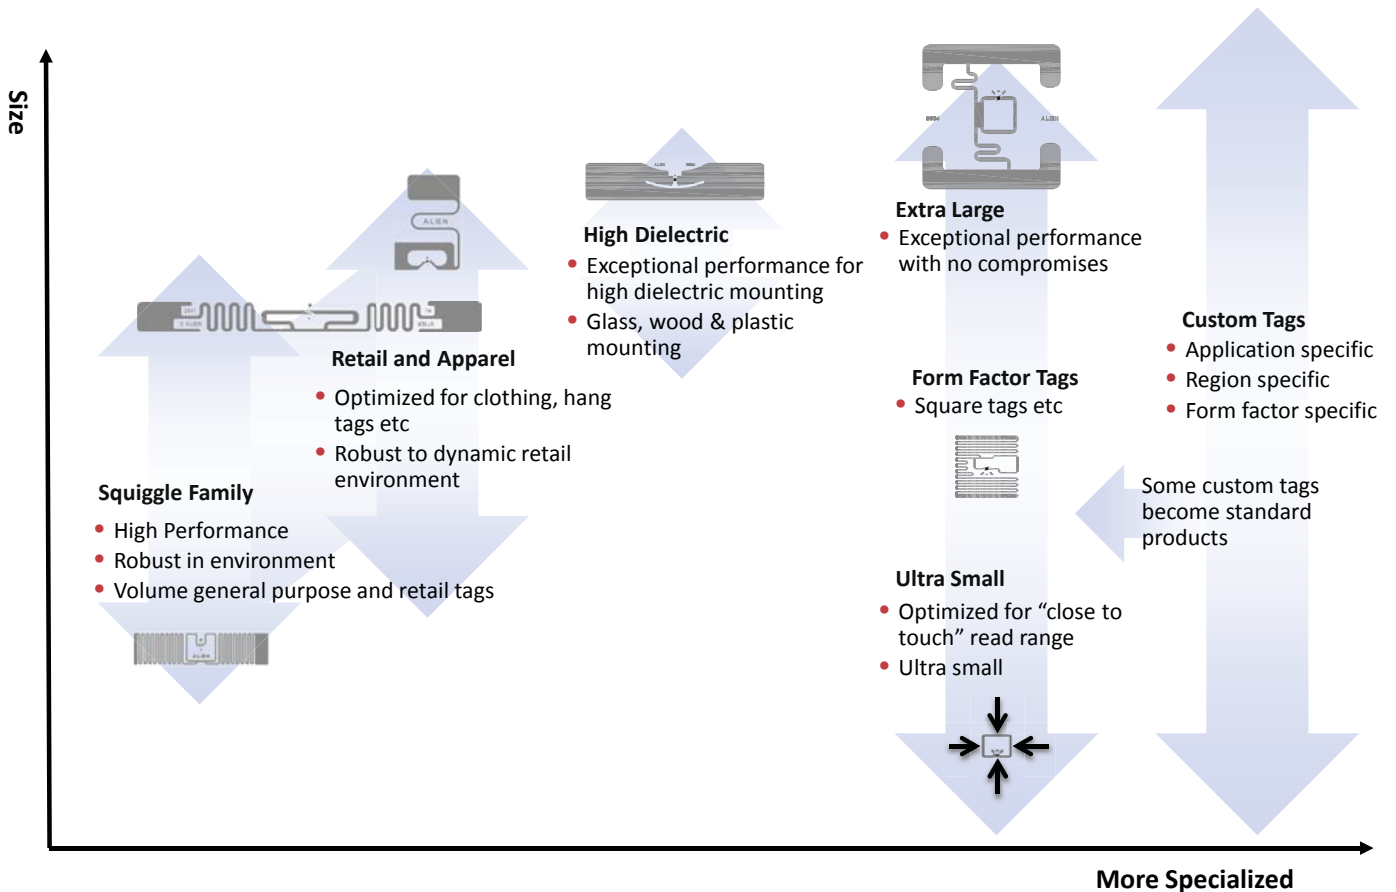 Size
ALIEN
ALIEN
High Dielectric
• Exceptional performance for
high dielectric mounting
• Glass, wood & plastic
mounting
Extra Large
• Exceptional performance
with no compromises
Retail and Apparel
• Optimized for clothing, hang
tags etc
• Robust to dynamic retail
environment
Squiggle Family
• High Performance
• Robust in environment
• Volume general purpose and retail tags
Form Factor Tags
• Square tags etc
Custom Tags
• Application specific
• Region specific
• Form factor specific
Some custom tags
become standard
products
Ultra Small
• Optimized for “close to
touch” read range
• Ultra small
More Specialized